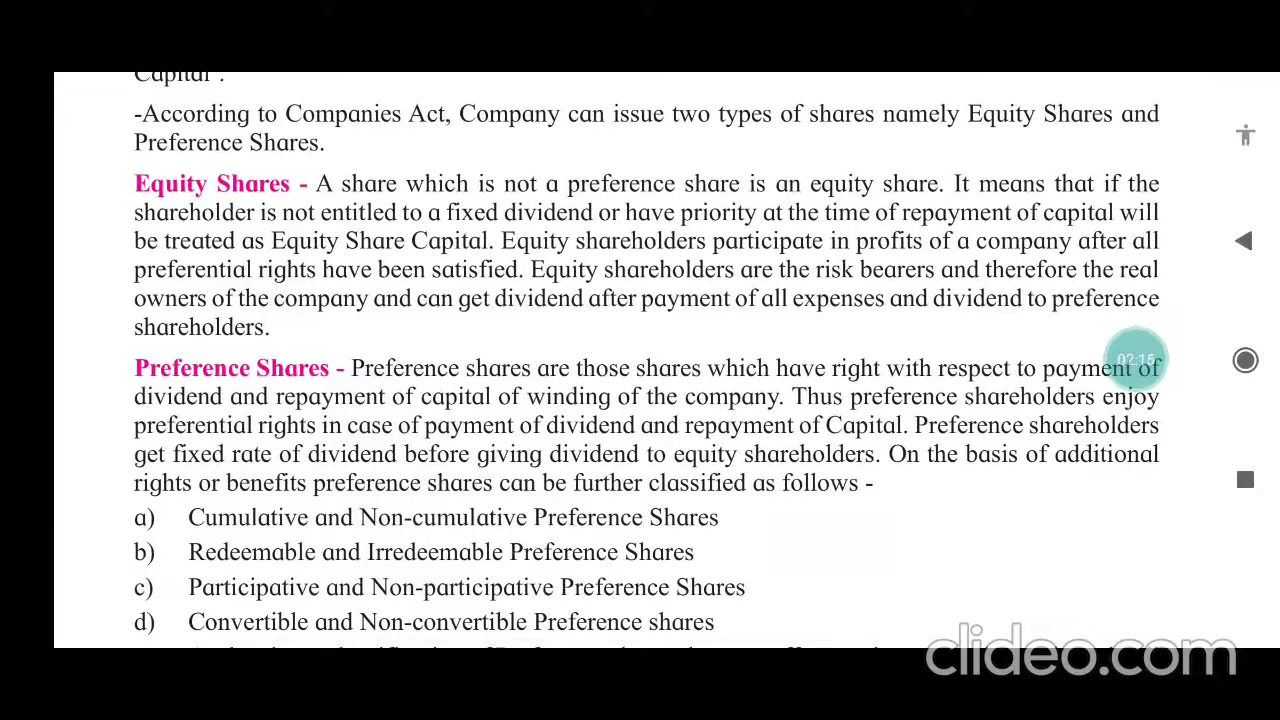 Capital .
-According to Companies Act, Company can issue two types of shares namely Equity Shares and
Preference Shares.
Equity Shares - A share which is not a preference share is an equity share. It means that if the
shareholder is not entitled to a fixed dividend or have priority at the time of repayment of capital will
be treated as Equity Share Capital. Equity shareholders participate in profits of a company after all
preferential rights have been satisfied. Equity shareholders are the risk bearers and therefore the real
owners of the company and can get dividend after payment of all expenses and dividend to preference
shareholders.
Preference Shares - Preference shares are those shares which have right with respect to payment of
dividend and repayment of capital of winding of the company. Thus preference shareholders enjoy
preferential rights in case of payment of dividend and repayment of Capital. Preference shareholders
get fixed rate of dividend before giving dividend to equity shareholders. On the basis of additional
rights or benefits preference shares can be further classified as follows -
a) Cumulative and Non-cumulative Preference Shares
b) Redeemable and Irredeemable Preference Shares
c) Participative and Non-participative Preference Shares
d) Convertible and Non-convertible Preference shares
02:15
clideo.com